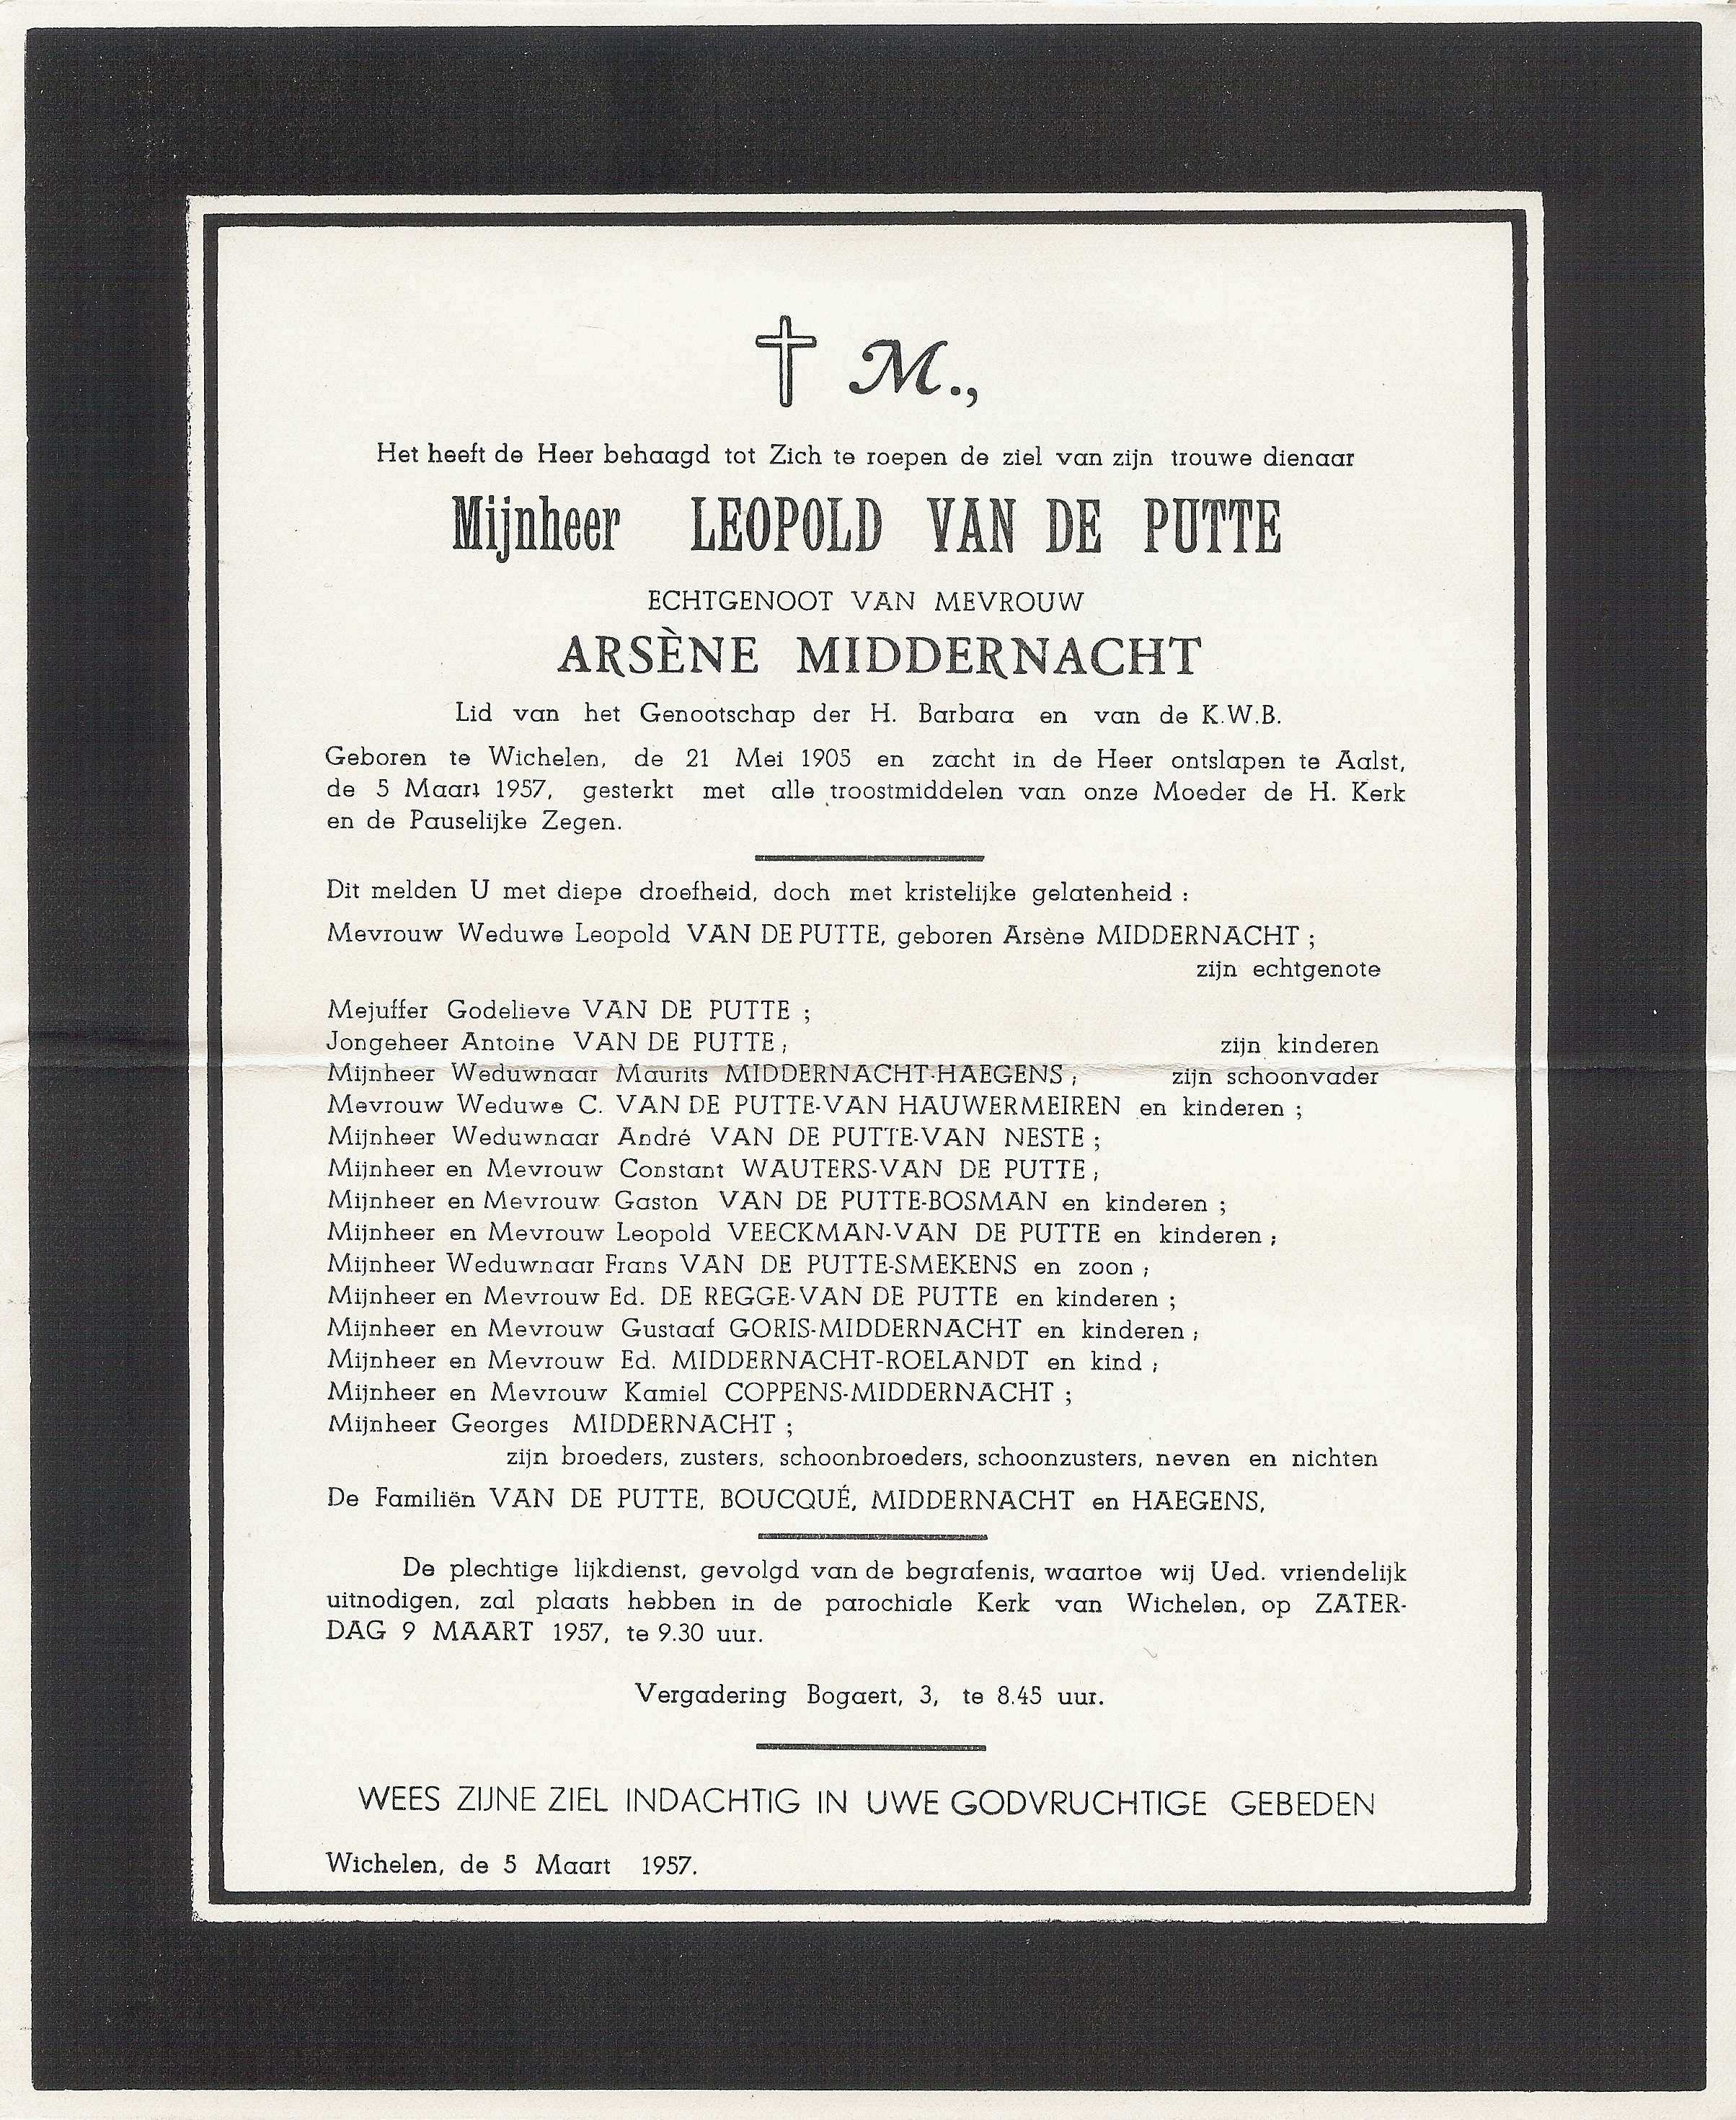 M.,
Het heeft de Heer behaagd tot Zich te roepen de ziel van zijn trouwe dienaar
Mijnheer LEOPOLD VAN DE PUTTE
ECHTGENOOT VAN MEVROUW
ARSÈNE MIDDERNACHT
Lid van het Genootschap der H. Barbara en van de K.W.B.
Geboren te Wichelen, de 21 Mei 1905 en zacht in de Heer ontslapen te Aalst,
de 5 Maart 1957, gesterkt met alle troostmiddelen van onze Moeder de H. Kerk
en de Pauselijke Zegen.
Dit melden U met diepe droefheid, doch met kristelijke gelatenheid :
Mevrouw Weduwe Leopold VAN DE PUTTE, geboren Arsène MIDDERNACHT ;
zijn echtgenote
Mejuffer Godelieve VAN DE PUTTE ;
Jongeheer Antoine VAN DE PUTTE ; zijn kinderen
Mijnheer Weduwnaar Maurits MIDDERNACHT-HAEGENS ; zijn schoonvader
Mevrouw Weduwe C. VAN DE PUTTE-VAN HAUWERMEIREN en kinderen ;
Mijnheer Weduwnaar André VAN DE PUTTE-VAN NESTE ;
Mijnheer en Mevrouw Constant WAUTERS-VAN DE PUTTE ;
Mijnheer en Mevrouw Gaston VAN DE PUTTE-BOSMAN en kinderen ;
Mijnheer en Mevrouw Leopold VEECKMAN-VAN DE PUTTE en kinderen ;
Mijnheer Weduwnaar Frans VAN DE PUTTE-SMEKENS en zoon ;
Mijnheer en Mevrouw Ed. DE REGGE-VAN DE PUTTE en kinderen ;
Mijnheer en Mevrouw Gustaaf GORIS-MIDDERNACHT en kinderen ;
Mijnheer en Mevrouw Ed. MIDDERNACHT-ROELANDT en kind ;
Mijnheer en Mevrouw Kamiel COPPENS-MIDDERNACHT ;
Mijnheer Georges MIDDERNACHT ;
zijn broeders, zusters, schoonbroeders, schoonzusters, neven en nichten
De Familiën VAN DE PUTTE, BOUCQUÉ, MIDDERNACHT en HAEGENS,
De plechtige lijkdienst, gevolgd van de begrafenis, waartoe wij Ued. vriendelijk
uitnodigen, zal plaats hebben in de parochiale Kerk van Wichelen, op ZATER-
DAG 9 MAART 1957, te 9.30 uur.
Vergadering Bogaert, 3, te 8.45 uur.
WEES ZIJNE ZIEL INDACHTIG IN UWE GODVRUCHTIGE GEBEDEN
Wichelen, de 5 Maart 1957.